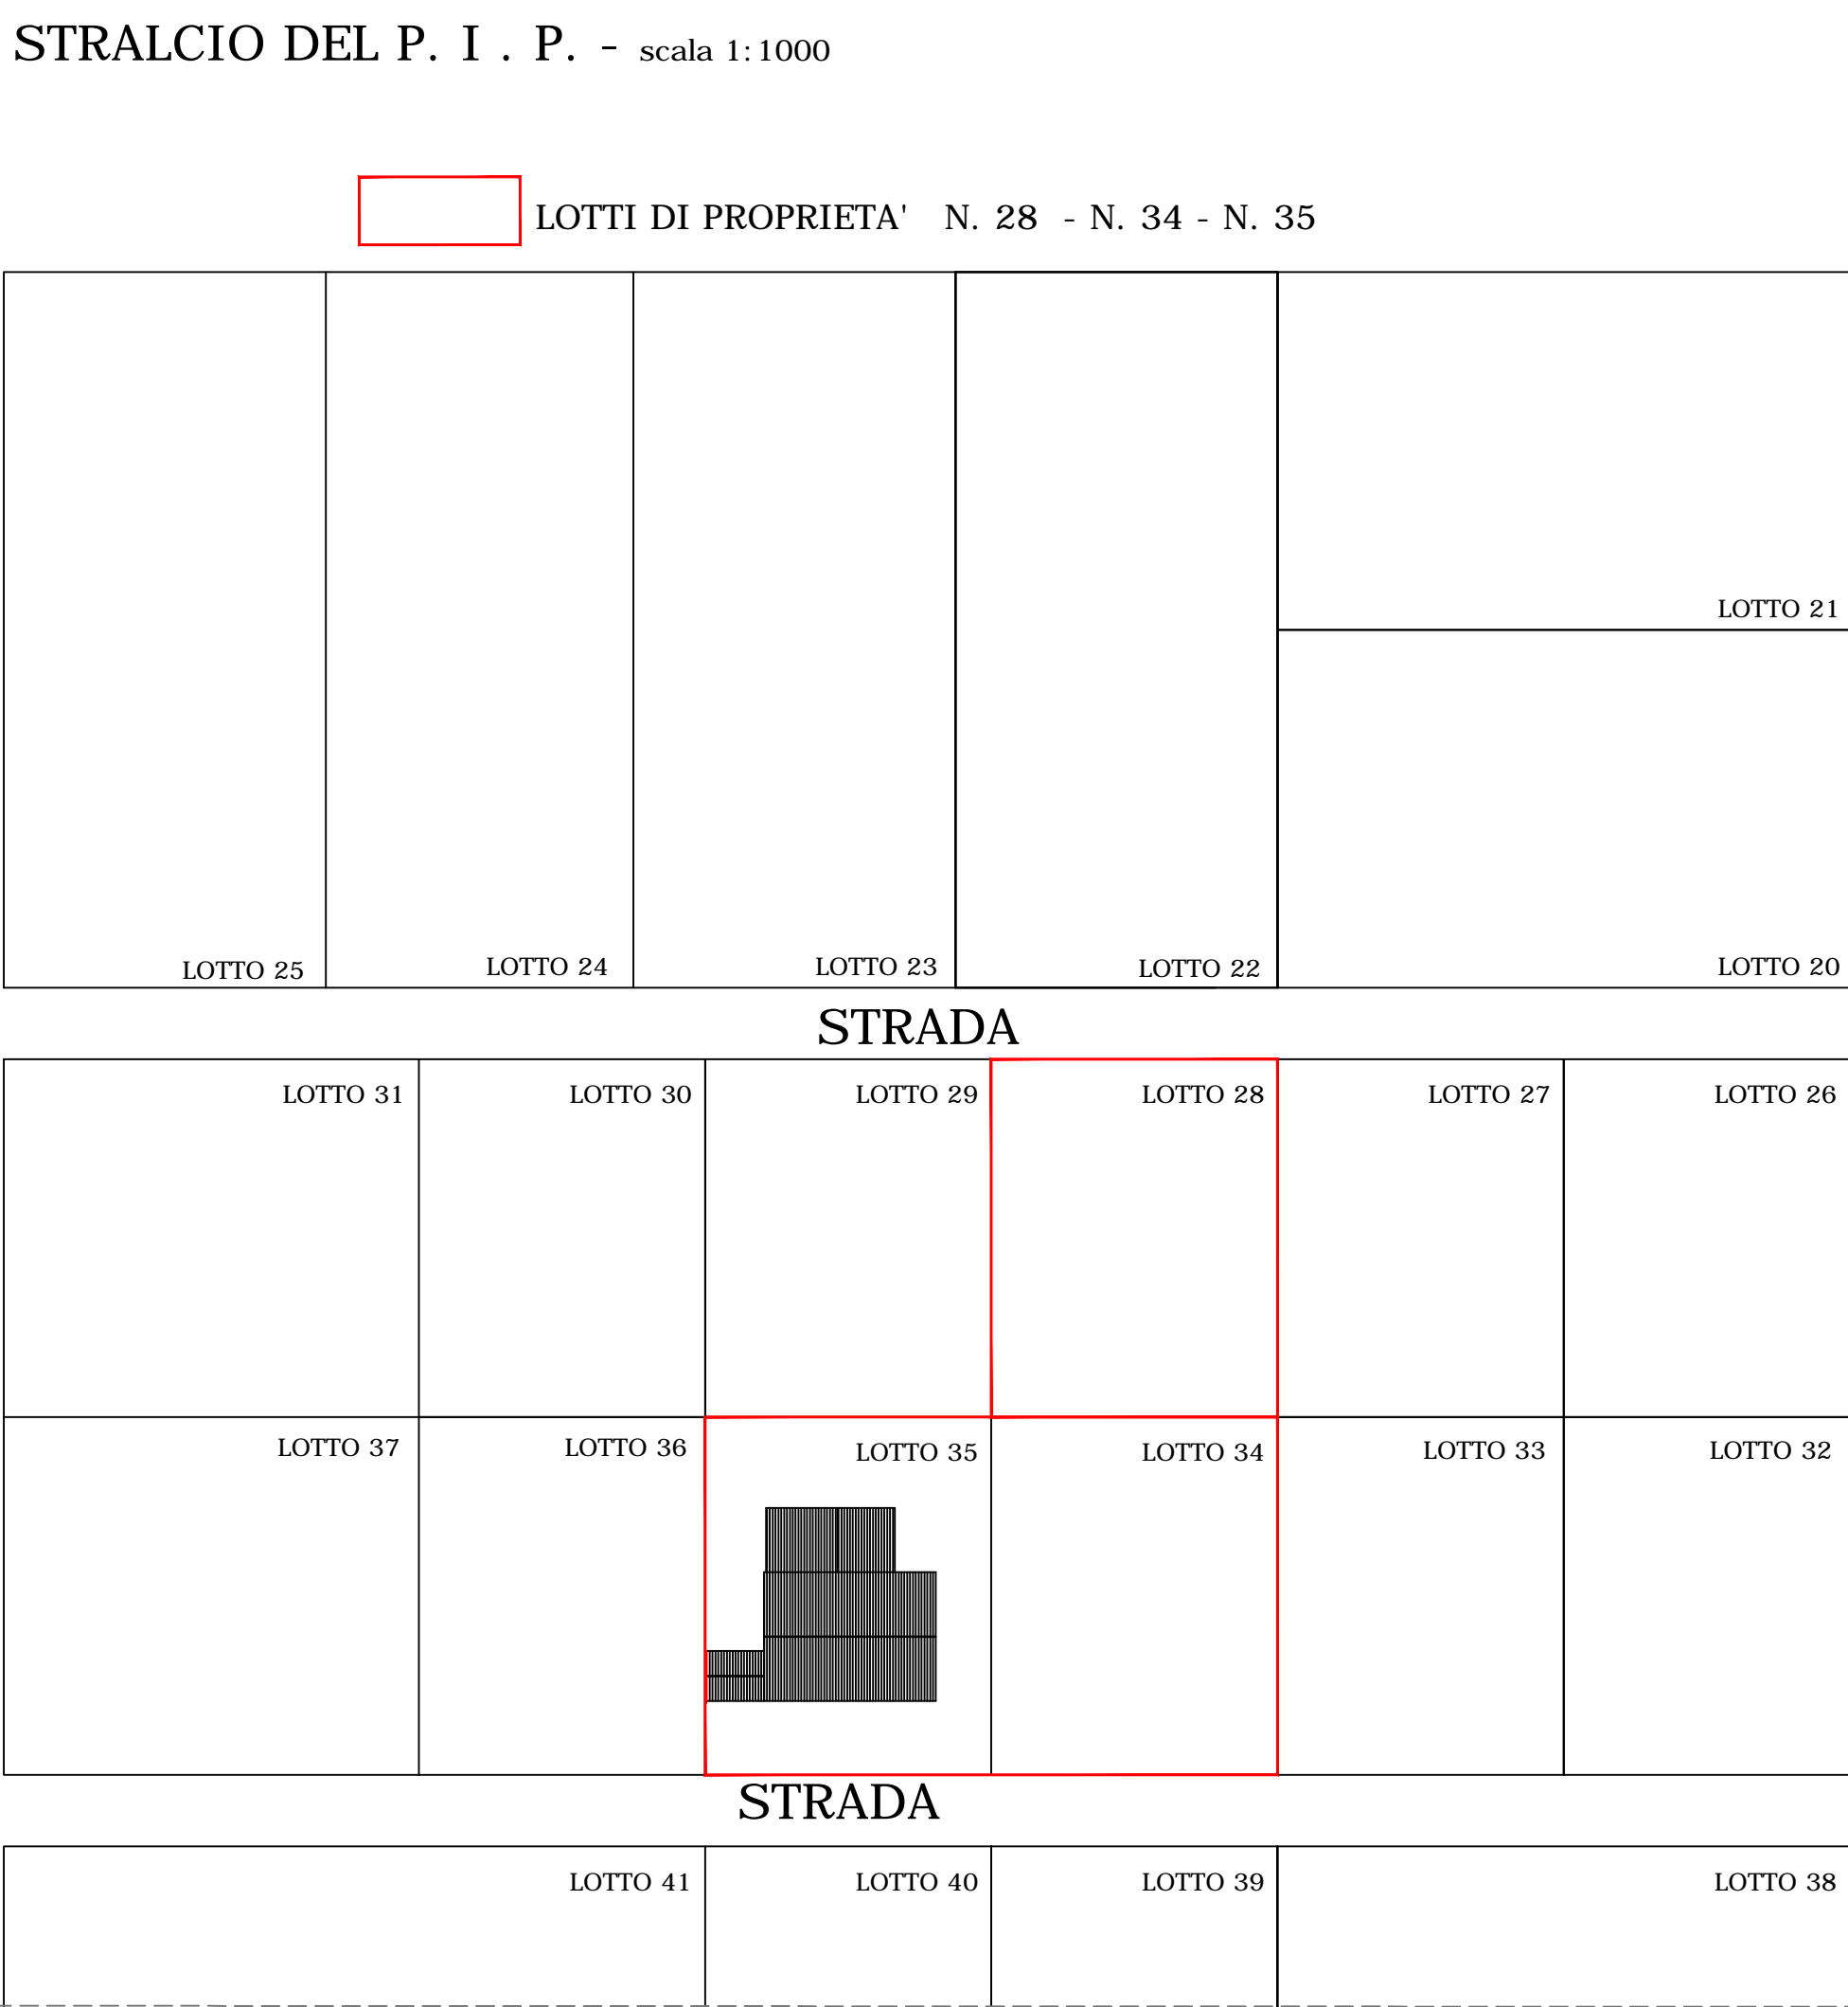 STRALCIO DEL P. I . P. - scala 1:1000
LOTTI DI PROPRIETA' N. 28 - N. 34 - N. 35
LOTTO 21
LOTTO 25
LOTTO 24
LOTTO 23
LOTTO 22
LOTTO 20
STRADA
LOTTO 31
LOTTO 30
LOTTO 29
LOTTO 28
LOTTO 27
LOTTO 26
LOTTO 37
LOTTO 36
LOTTO 35
LOTTO 34
LOTTO 33
LOTTO 32
STRADA
LOTTO 41
LOTTO 40
LOTTO 39
LOTTO 38